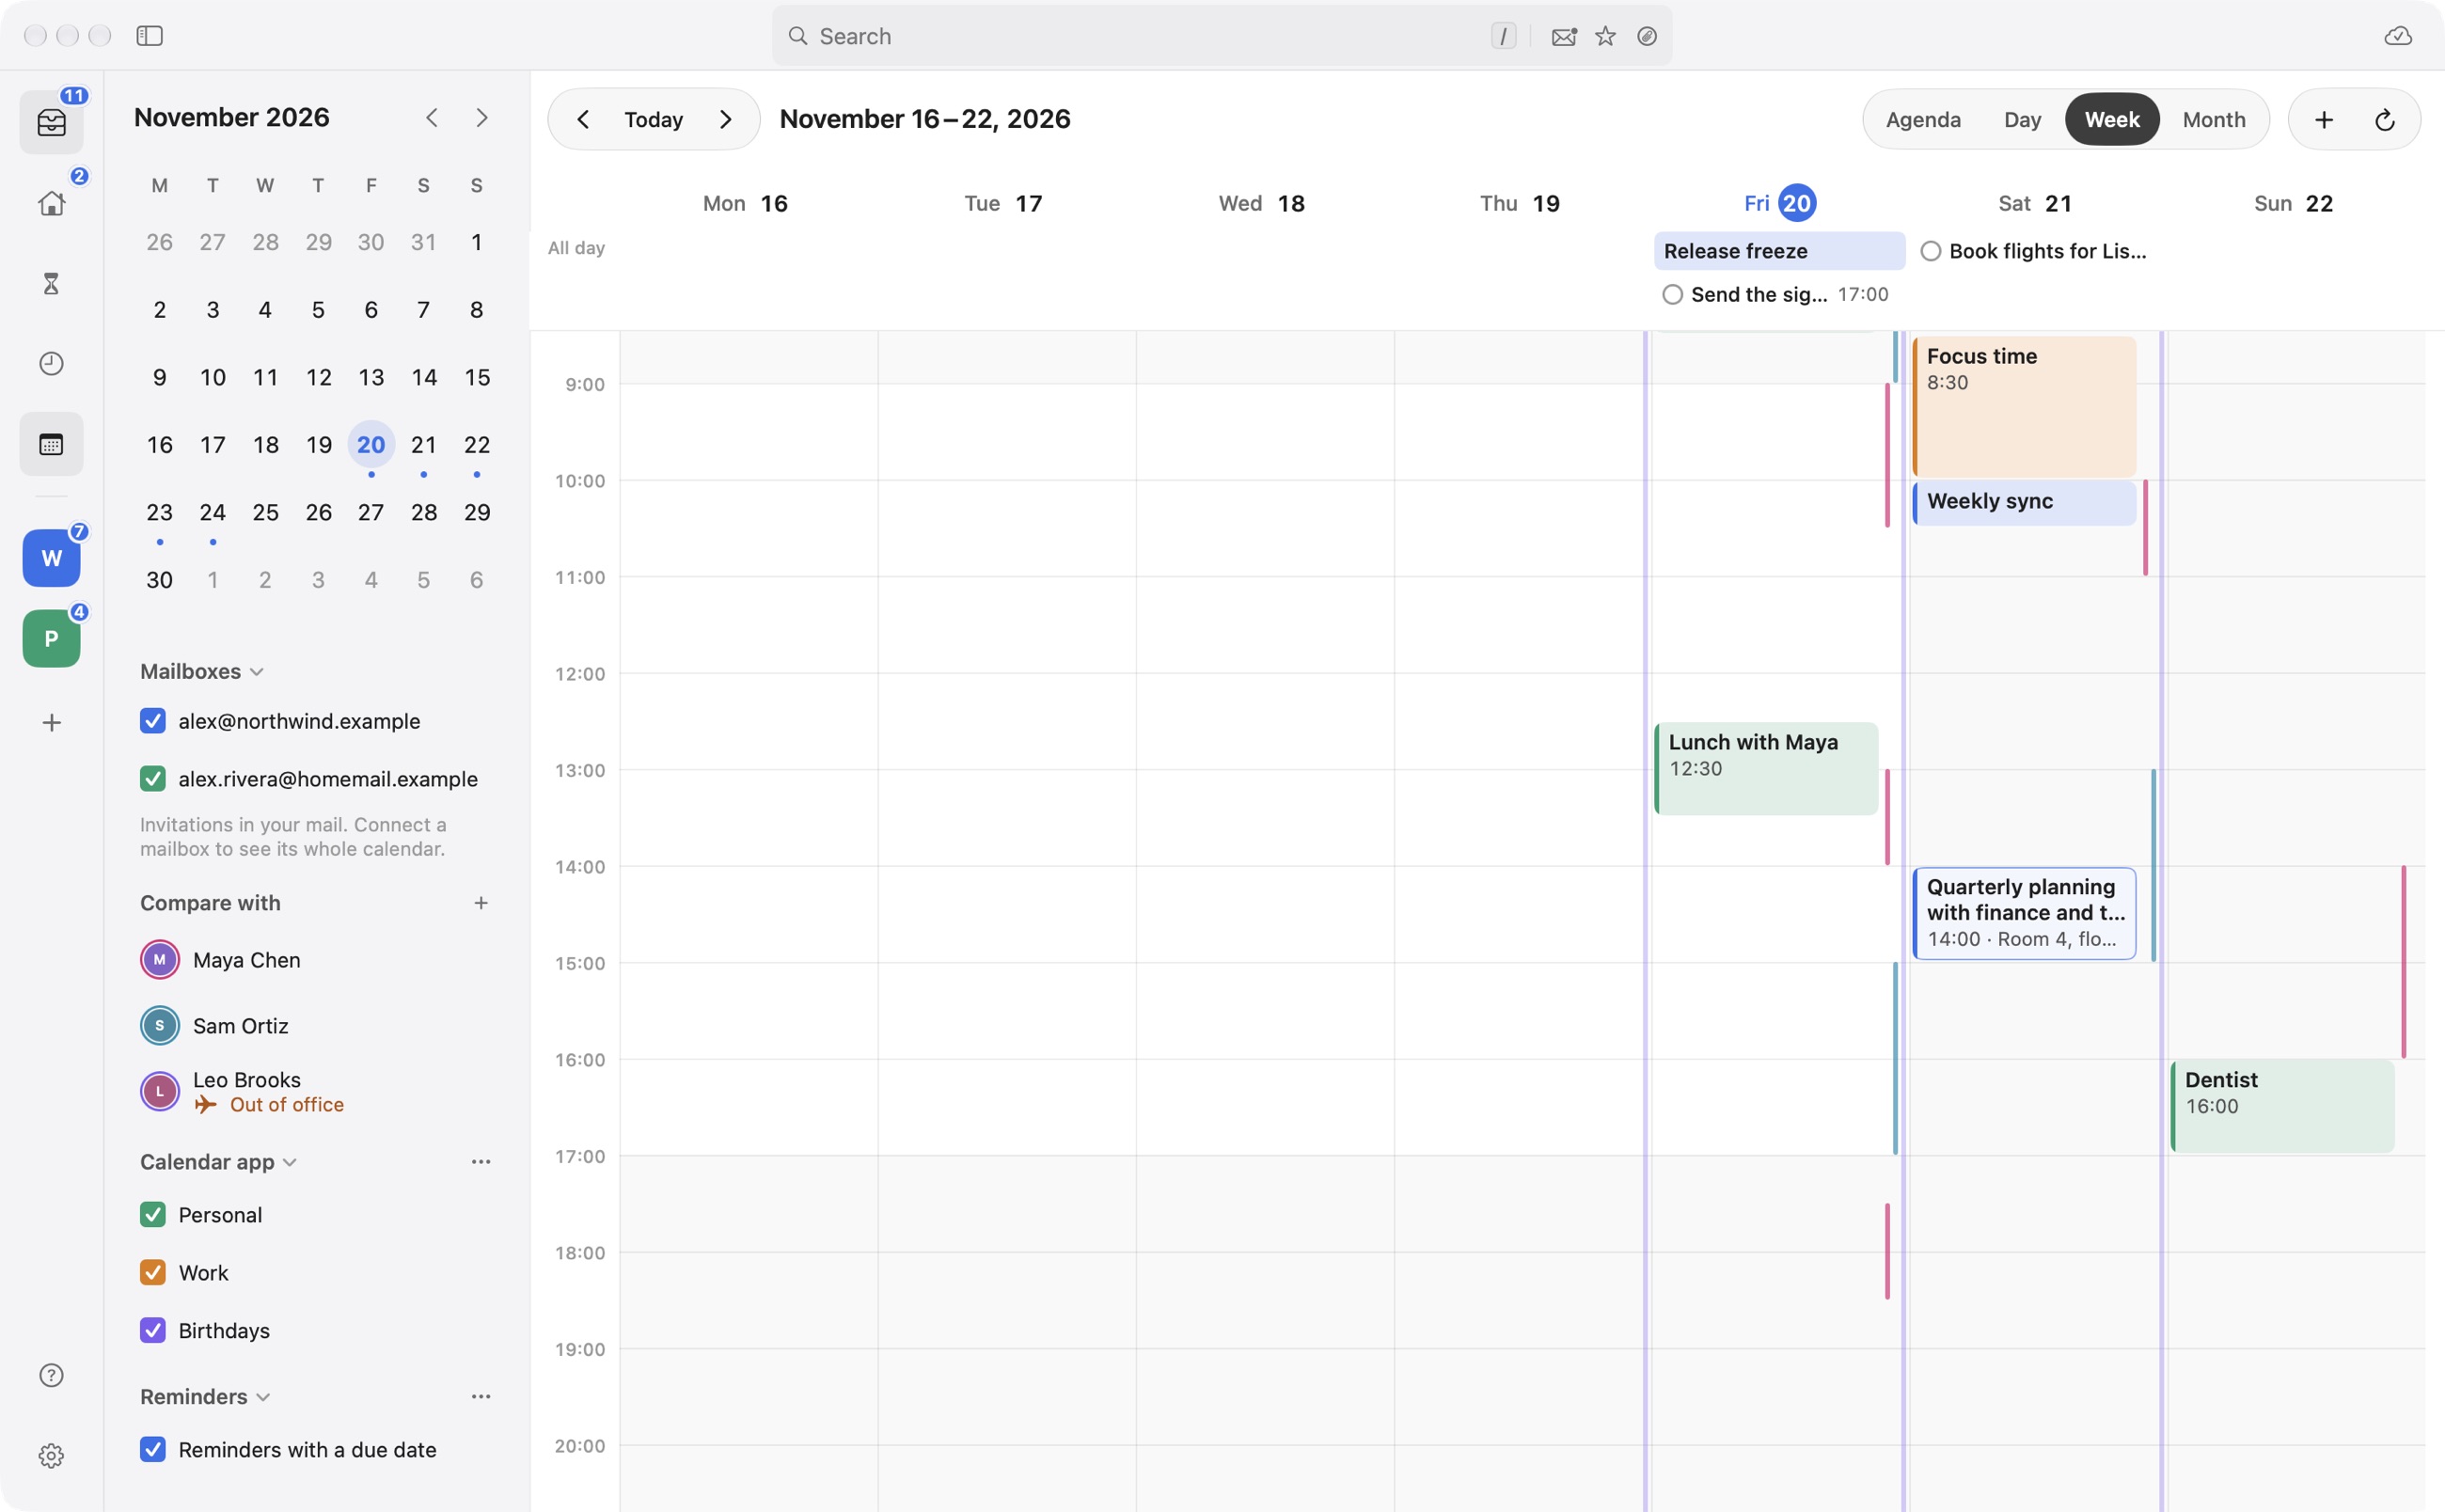 Search
/
11
2
7
W
4
P
November 2026
M T W T F S S
26 27 28 29 30 31 1
2 3 4 5 6 7 8
9 10 11 12 13 14 15
16 17 18 19 20 21 22
23 24 25 26 27 28 29
30 1 2 3 4 5 6
Mailboxes
alex@northwind.example
alex.rivera@homemail.example
Invitations in your mail. Connect a
mailbox to see its whole calendar.
Compare with
M Maya Chen
S Sam Ortiz
L Leo Brooks
Out of office
Calendar app
Personal
Work
Birthdays
Reminders
Reminders with a due date
?
Today
November 16–22, 2026
Agenda Day Week Month
Mon 16 Tue 17 Wed 18 Thu 19 Fri 20 Sat 21 Sun 22
All day
Release freeze
Book flights for Lis...
Send the sig... 17:00
9:00
10:00
11:00
12:00
13:00
14:00
15:00
16:00
17:00
18:00
19:00
20:00
Lunch with Maya
12:30
Focus time
8:30
Weekly sync
Quarterly planning
with finance and t...
14:00 · Room 4, flo...
Dentist
16:00